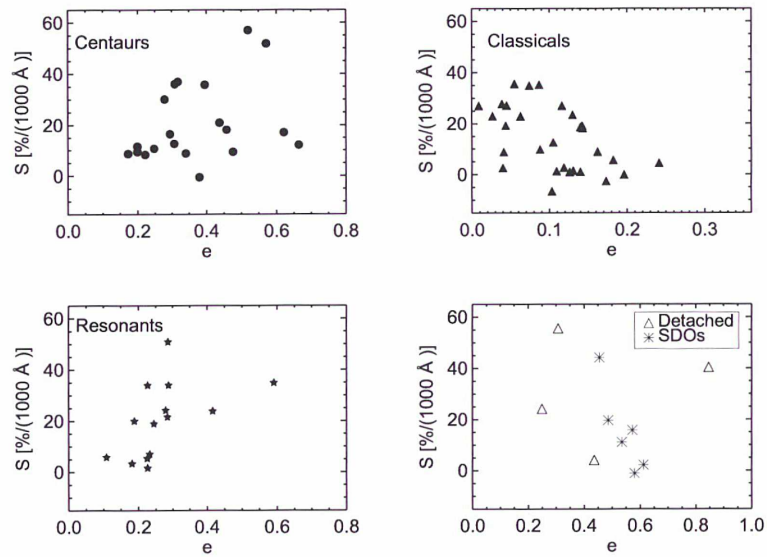 60
Centaurs
40
20
0
S [%/(1000 Å )]
0.0 0.2 0.4 0.6 0.8
e
60
Classicals
40
20
0
S [%/(1000 Å )]
0.0 0.1 0.2 0.3
e
60
Resonants
40
20
0
S [%/(1000 Å )]
0.0 0.2 0.4 0.6 0.8
e
60
Detached
SDOs
40
20
0
S [%/(1000 Å )]
0.0 0.2 0.4 0.6 0.8 1.0
e